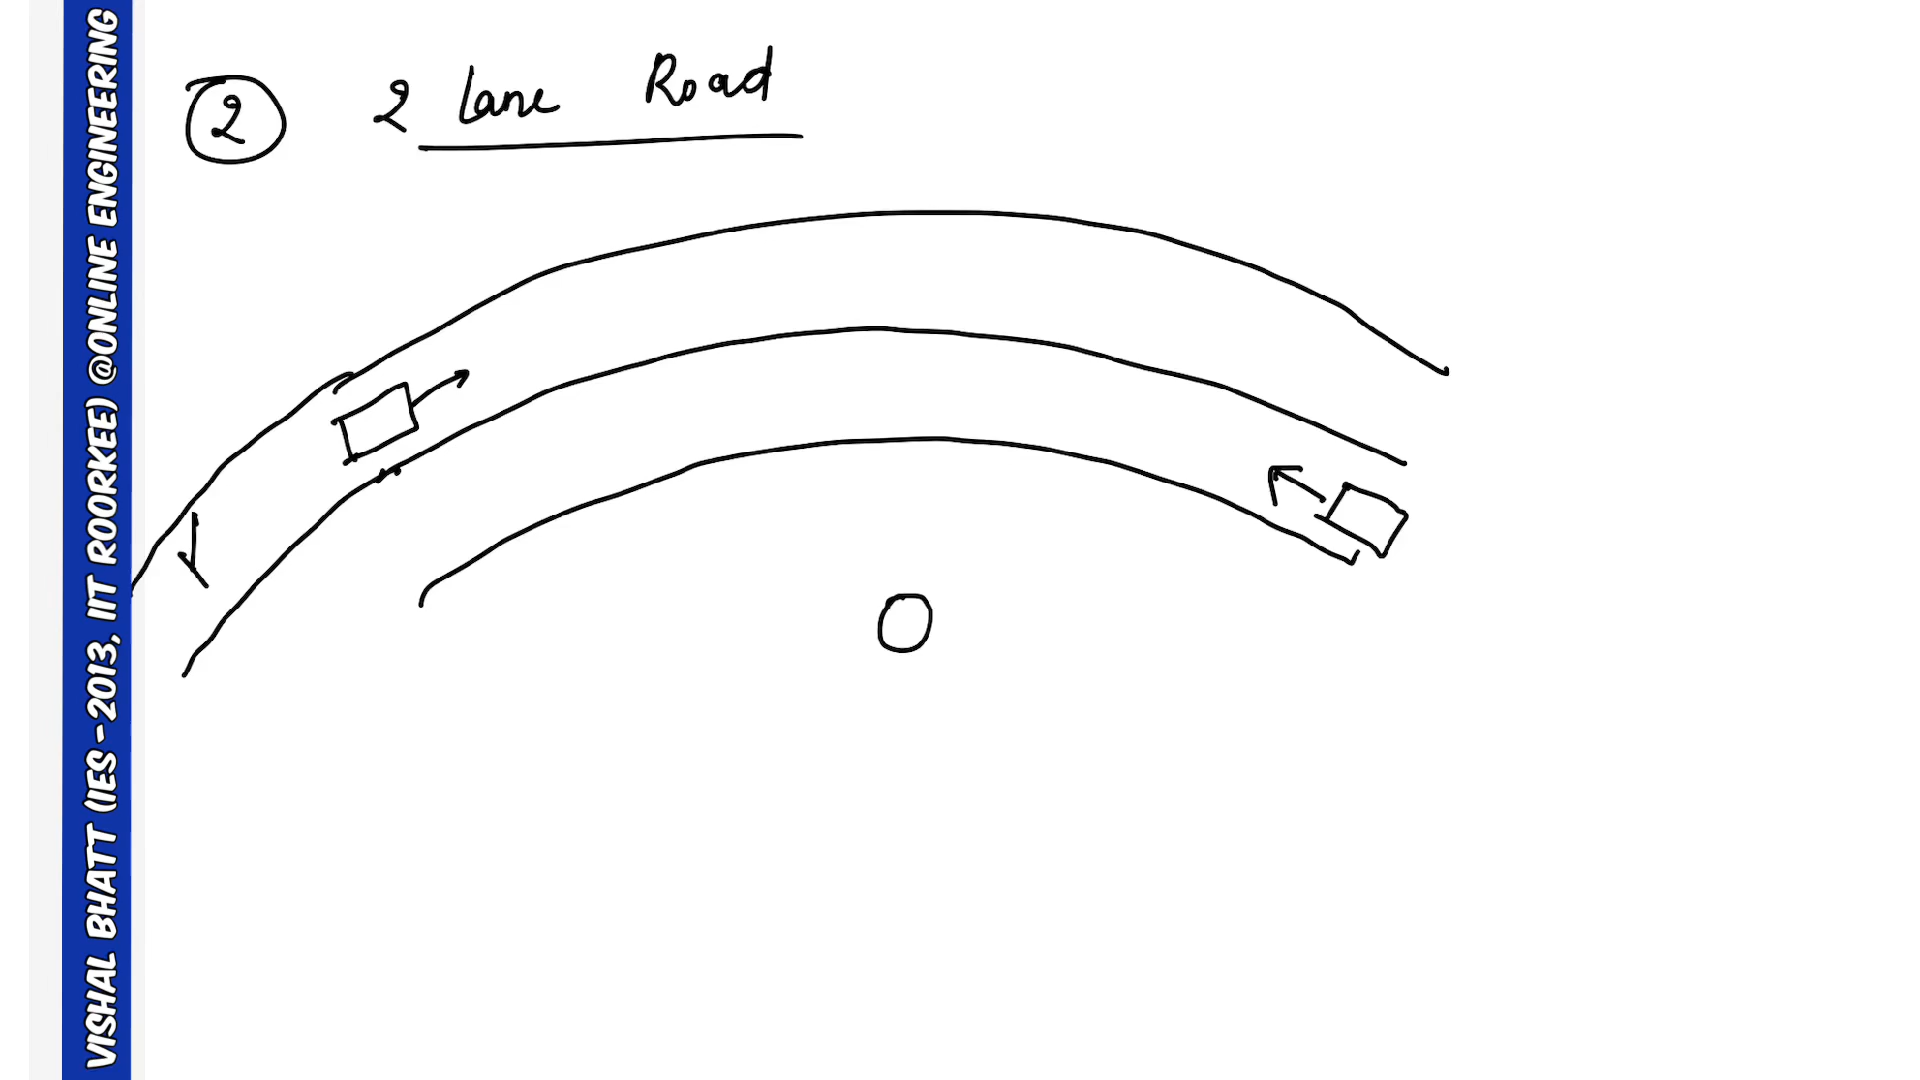 VISHAL BHATT (IES-2013, IIT ROORKEE) @ONLINE ENGINEERING
2 2 Lane Road
O